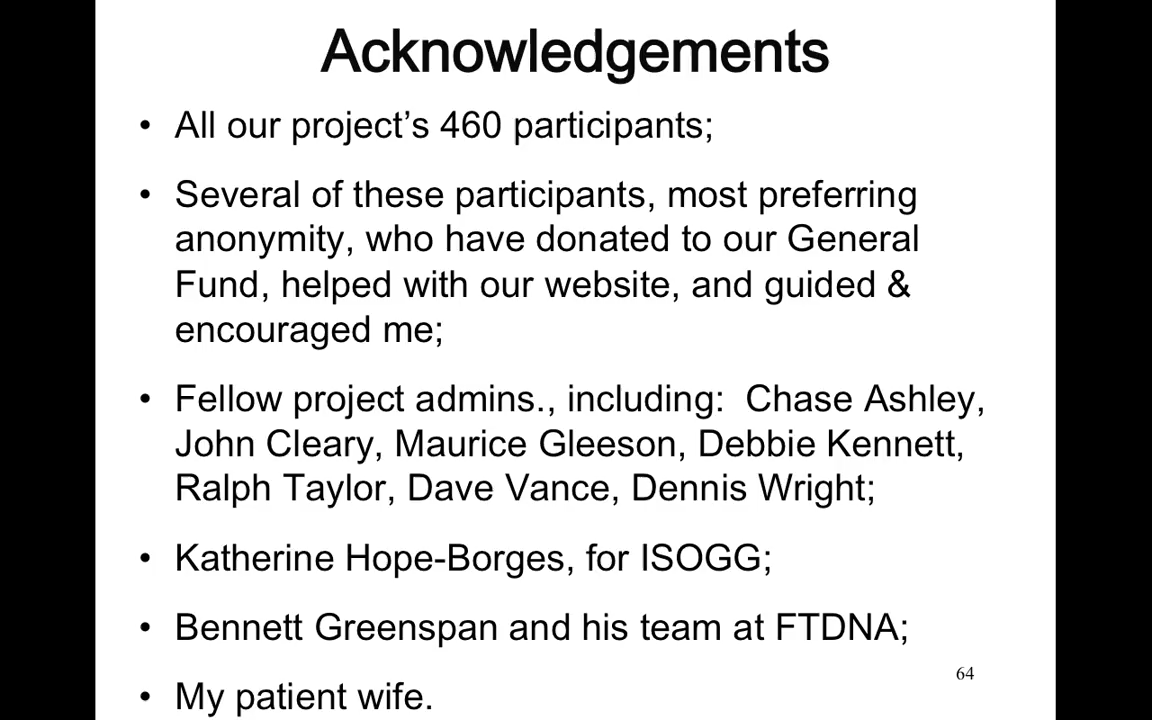 Acknowledgements
• All our project's 460 participants;
• Several of these participants, most preferring
anonymity, who have donated to our General
Fund, helped with our website, and guided &
encouraged me;
• Fellow project admins., including:  Chase Ashley,
John Cleary, Maurice Gleeson, Debbie Kennett,
Ralph Taylor, Dave Vance, Dennis Wright;
• Katherine Hope-Borges, for ISOGG;
• Bennett Greenspan and his team at FTDNA;
64
• My patient wife.